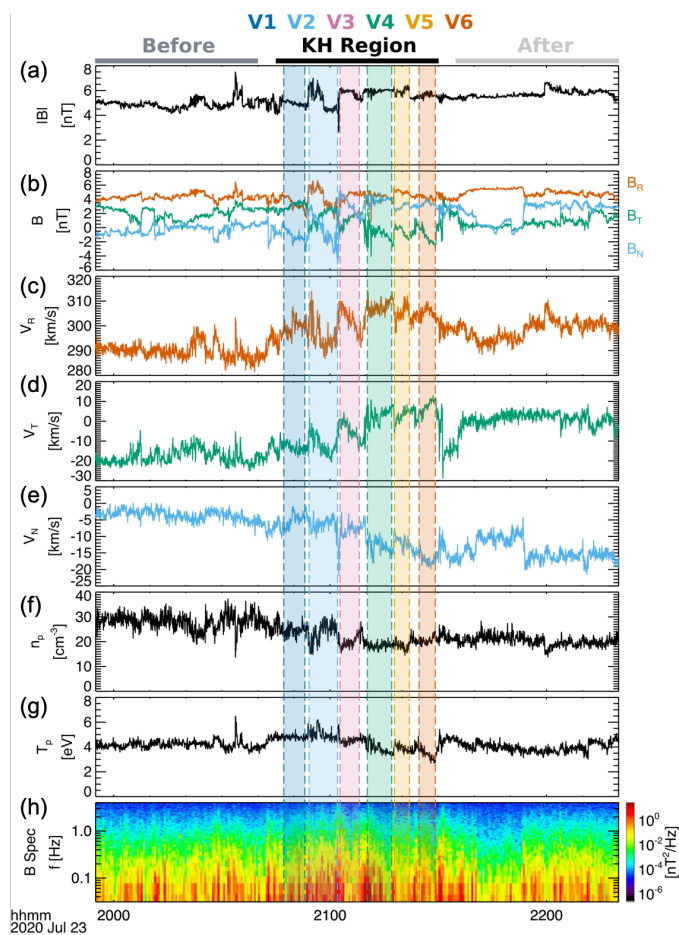 V1 V2 V3 V4 V5 V6
Before KH Region After
(a)
|B|
[nT]
8
6
4
2
0
(b)
B
[nT]
8
6
4
2
0
-2
-4
-6
B_R
B_T
B_N
(c)
V_R
[km/s]
320
310
300
290
280
(d)
V_T
[km/s]
20
10
0
-10
-20
-30
(e)
V_N
[km/s]
5
0
-5
-10
-15
-20
-25
(f)
n_p
[cm⁻³]
40
30
20
10
0
(g)
T_p
[eV]
8
6
4
2
0
(h)
B Spec
f [Hz]
1.0
0.1
10⁰
10⁻²
10⁻⁴
10⁻⁶
[nT²/Hz]
hhmm 2000 2100 2200
2020 Jul 23